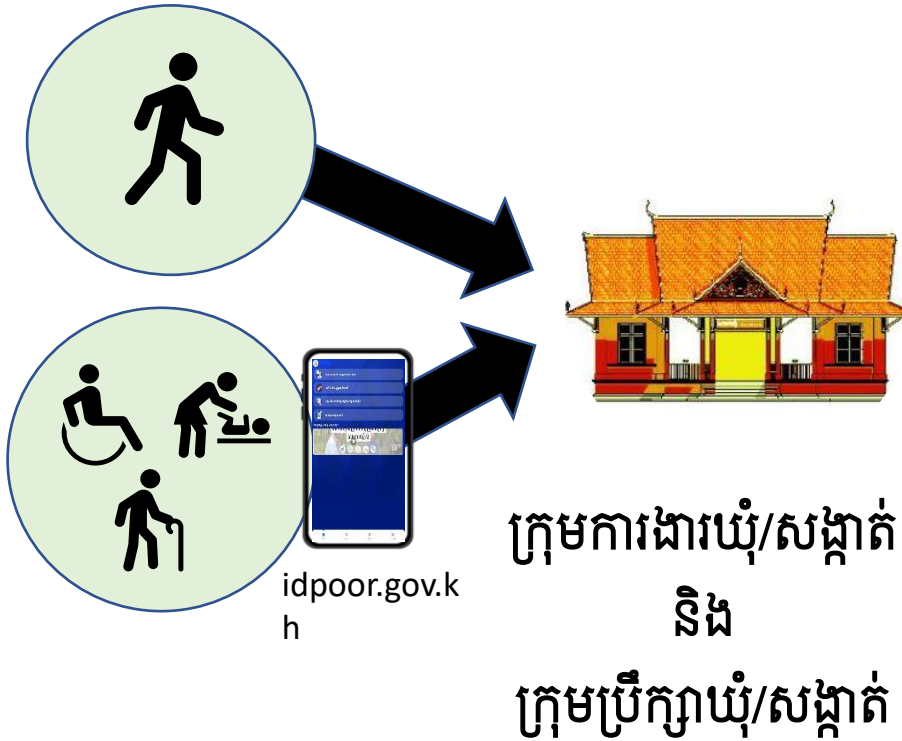 idpoor.gov.k
h
ក្រុមការងារឃុំ/សង្កាត់
និង
ក្រុមប្រឹក្សាឃុំ/សង្កាត់